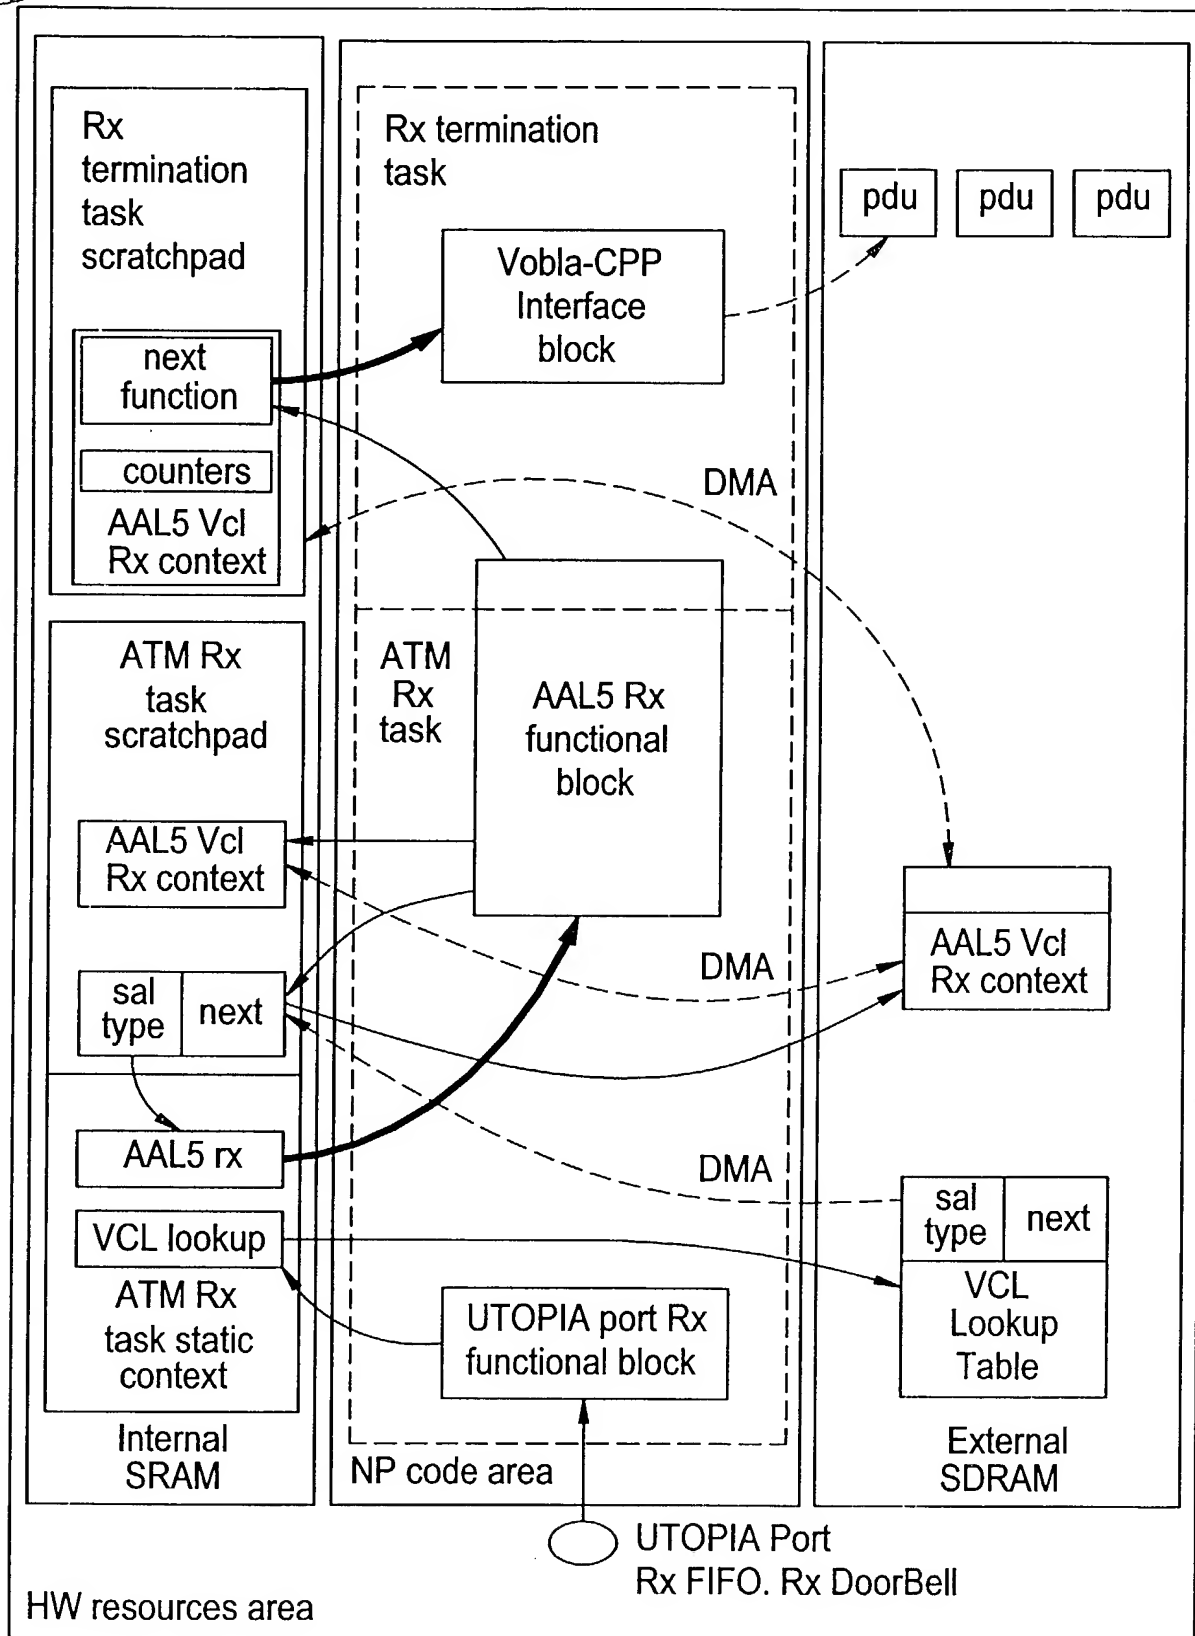 Rx
termination
task
scratchpad
next
function
counters
AAL5 Vcl
Rx context
ATM Rx
task
scratchpad
AAL5 Vcl
Rx context
sal
type
next
AAL5 rx
VCL lookup
ATM Rx
task static
context
Internal
SRAM
Rx termination
task
Vobla-CPP
Interface
block
DMA
ATM
Rx
task
AAL5 Rx
functional
block
DMA
DMA
UTOPIA port Rx
functional block
NP code area
pdu
pdu
pdu
AAL5 Vcl
Rx context
sal
type
next
VCL
Lookup
Table
External
SDRAM
UTOPIA Port
Rx FIFO. Rx DoorBell
HW resources area